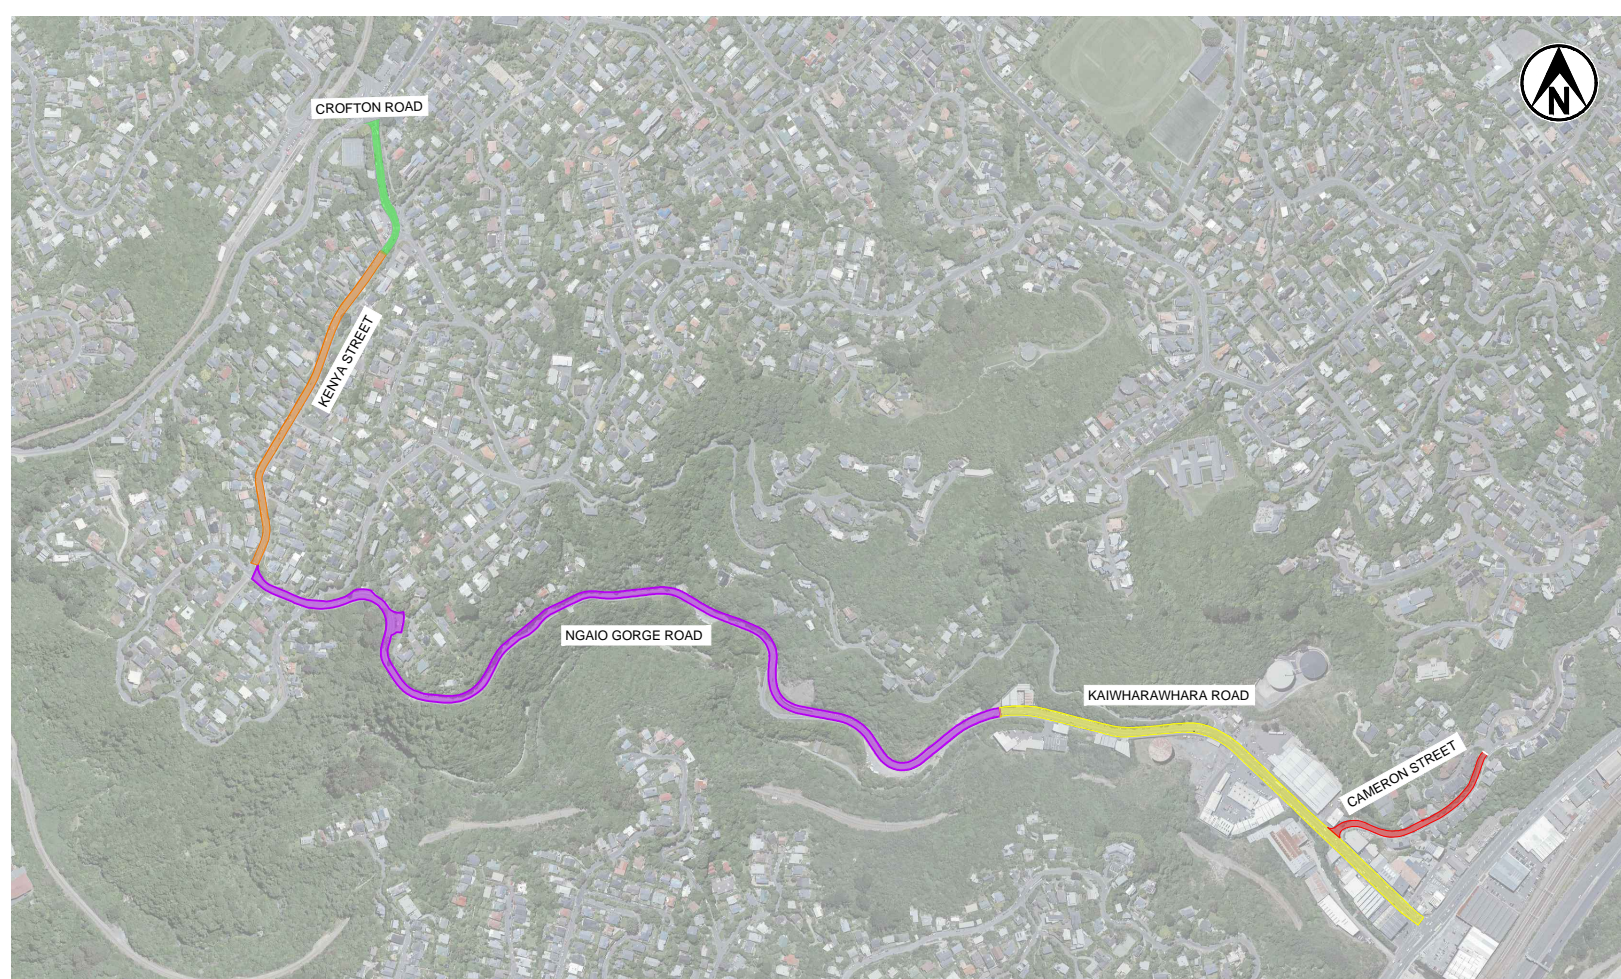 CROFTON ROAD
N
KENYA STREET
NGAIO GORGE ROAD
KAIWHARAWHARA ROAD
CAMERON STREET